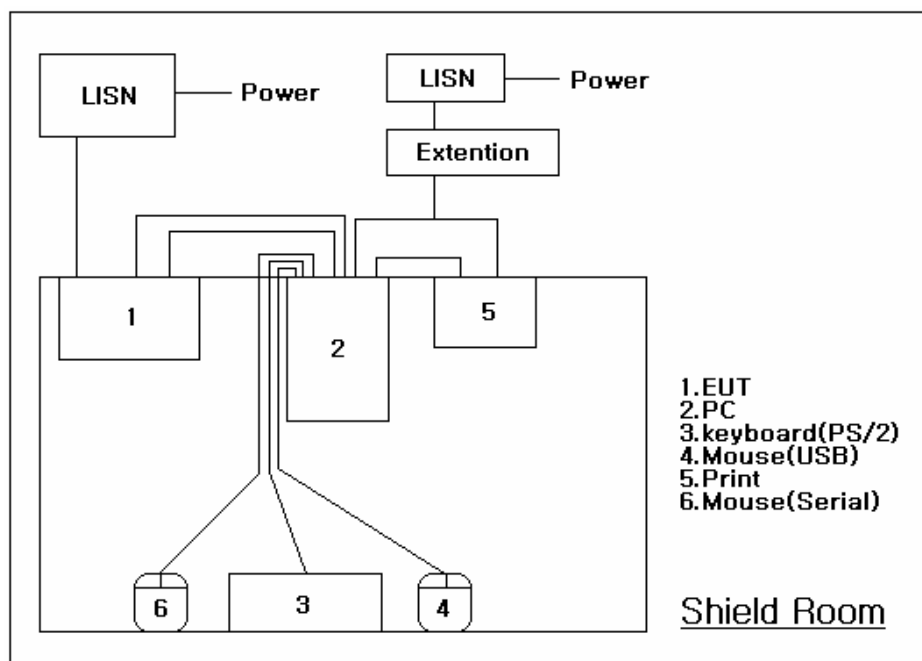 LISN
Power
LISN
Power
Extention
1
2
5
1.EUT
2.PC
3.keyboard(PS/2)
4.Mouse(USB)
5.Print
6.Mouse(Serial)
6
3
4
Shield Room